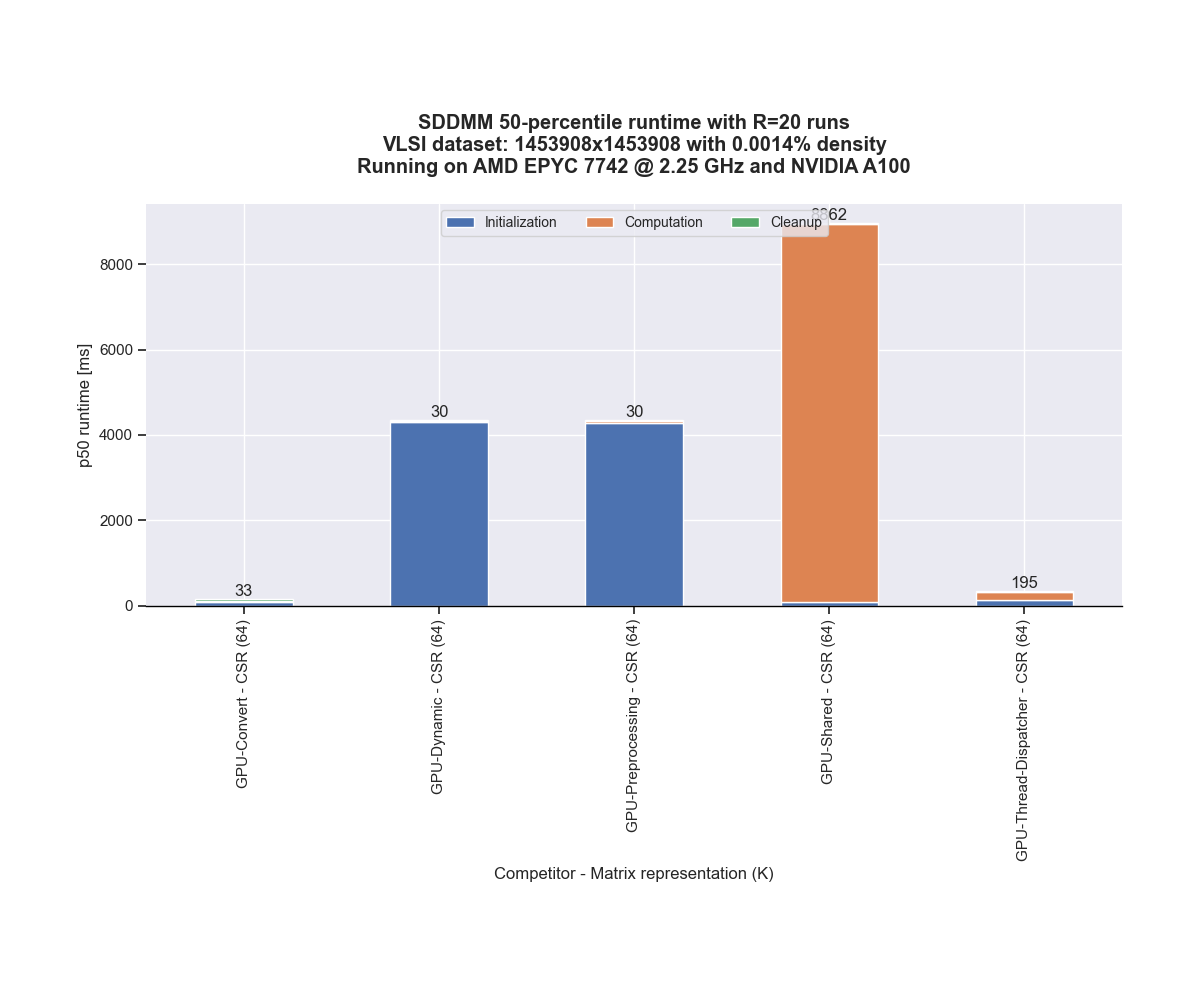 SDDMM 50-percentile runtime with R=20 runs
VLSI dataset: 1453908x1453908 with 0.0014% density
Running on AMD EPYC 7742 @ 2.25 GHz and NVIDIA A100
Initialization
Computation
Cleanup
8862
8000
6000
4000
2000
0
p50 runtime [ms]
33
30
30
195
GPU-Convert - CSR (64)
GPU-Dynamic - CSR (64)
GPU-Preprocessing - CSR (64)
GPU-Shared - CSR (64)
GPU-Thread-Dispatcher - CSR (64)
Competitor - Matrix representation (K)